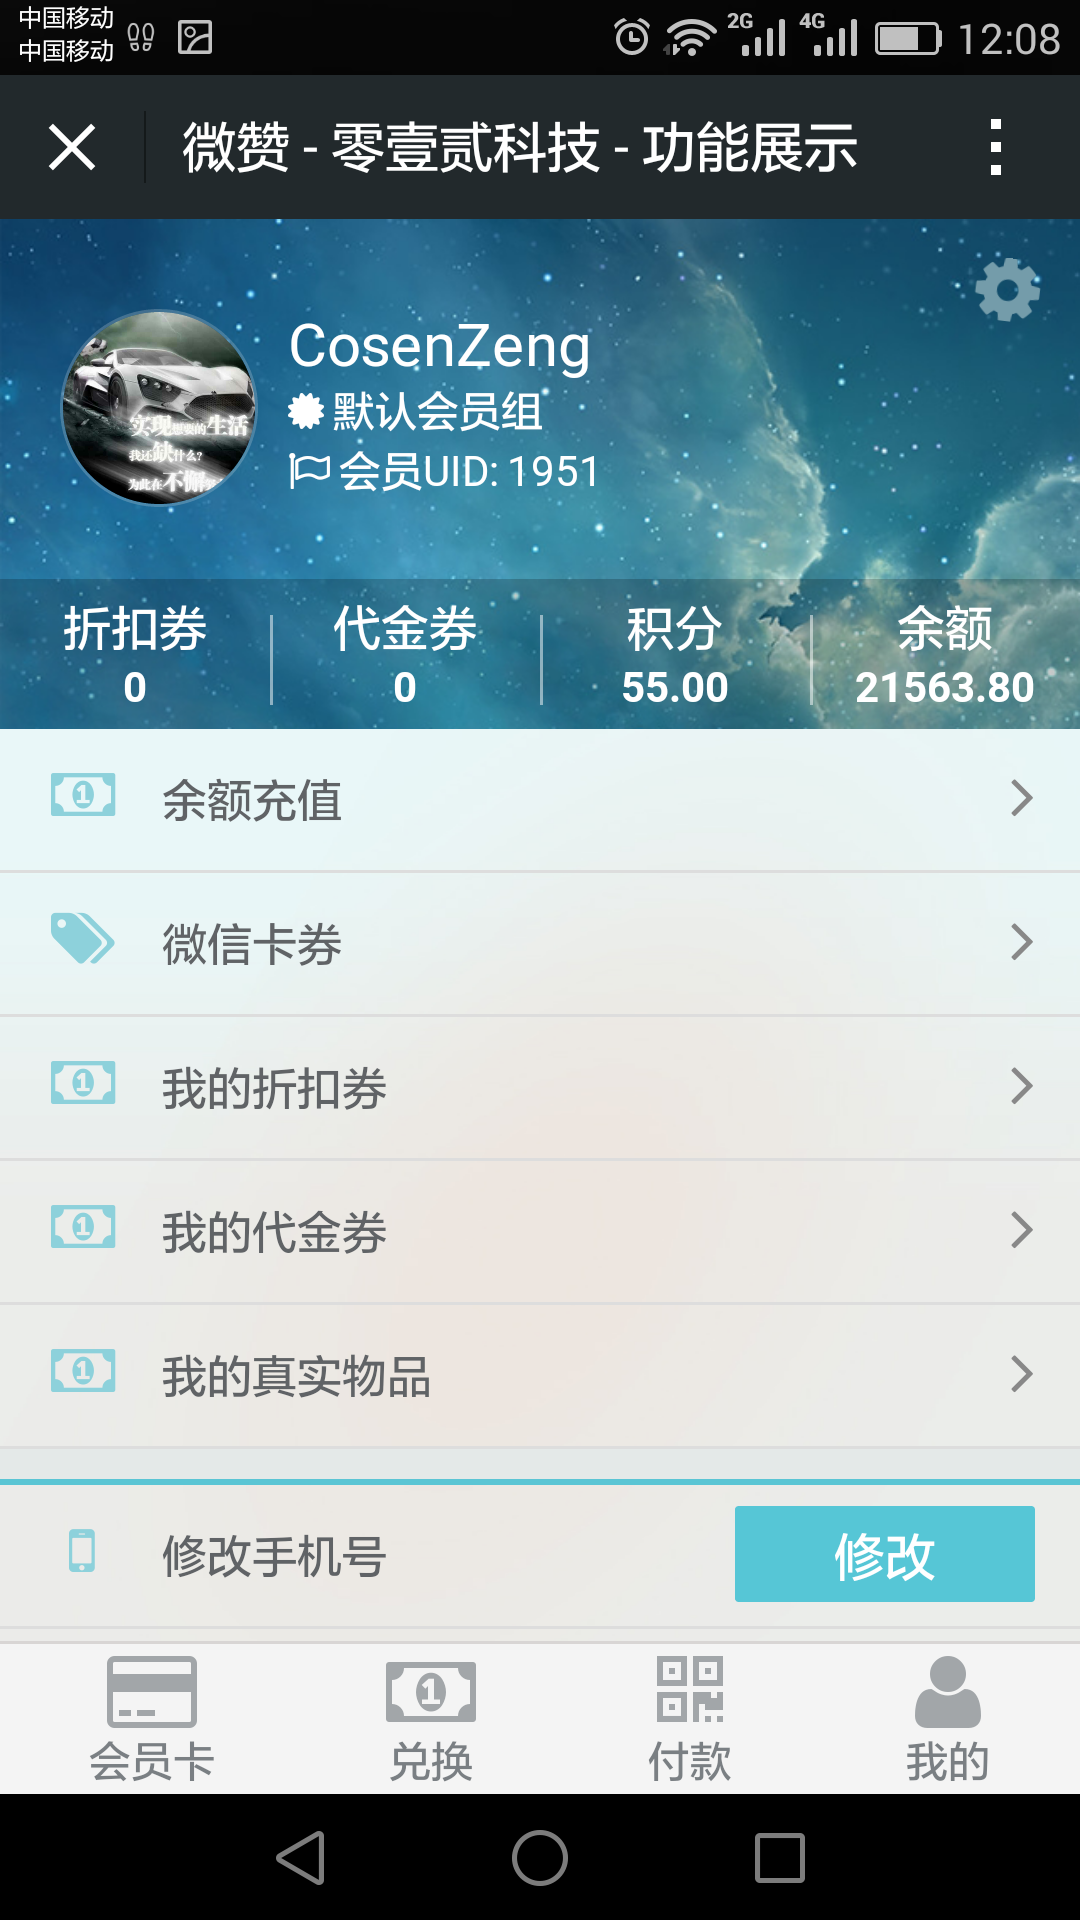 中国移动
中国移动
2G
4G
12:08
微赞 - 零壹贰科技 - 功能展示
CosenZeng
默认会员组
会员UID: 1951
实现想要的生活
我还缺什么?
为此在不懈
折扣券
代金券
积分
余额
0
0
55.00
21563.80
余额充值
微信卡券
我的折扣券
我的代金券
我的真实物品
修改手机号
修改
会员卡
兑换
付款
我的